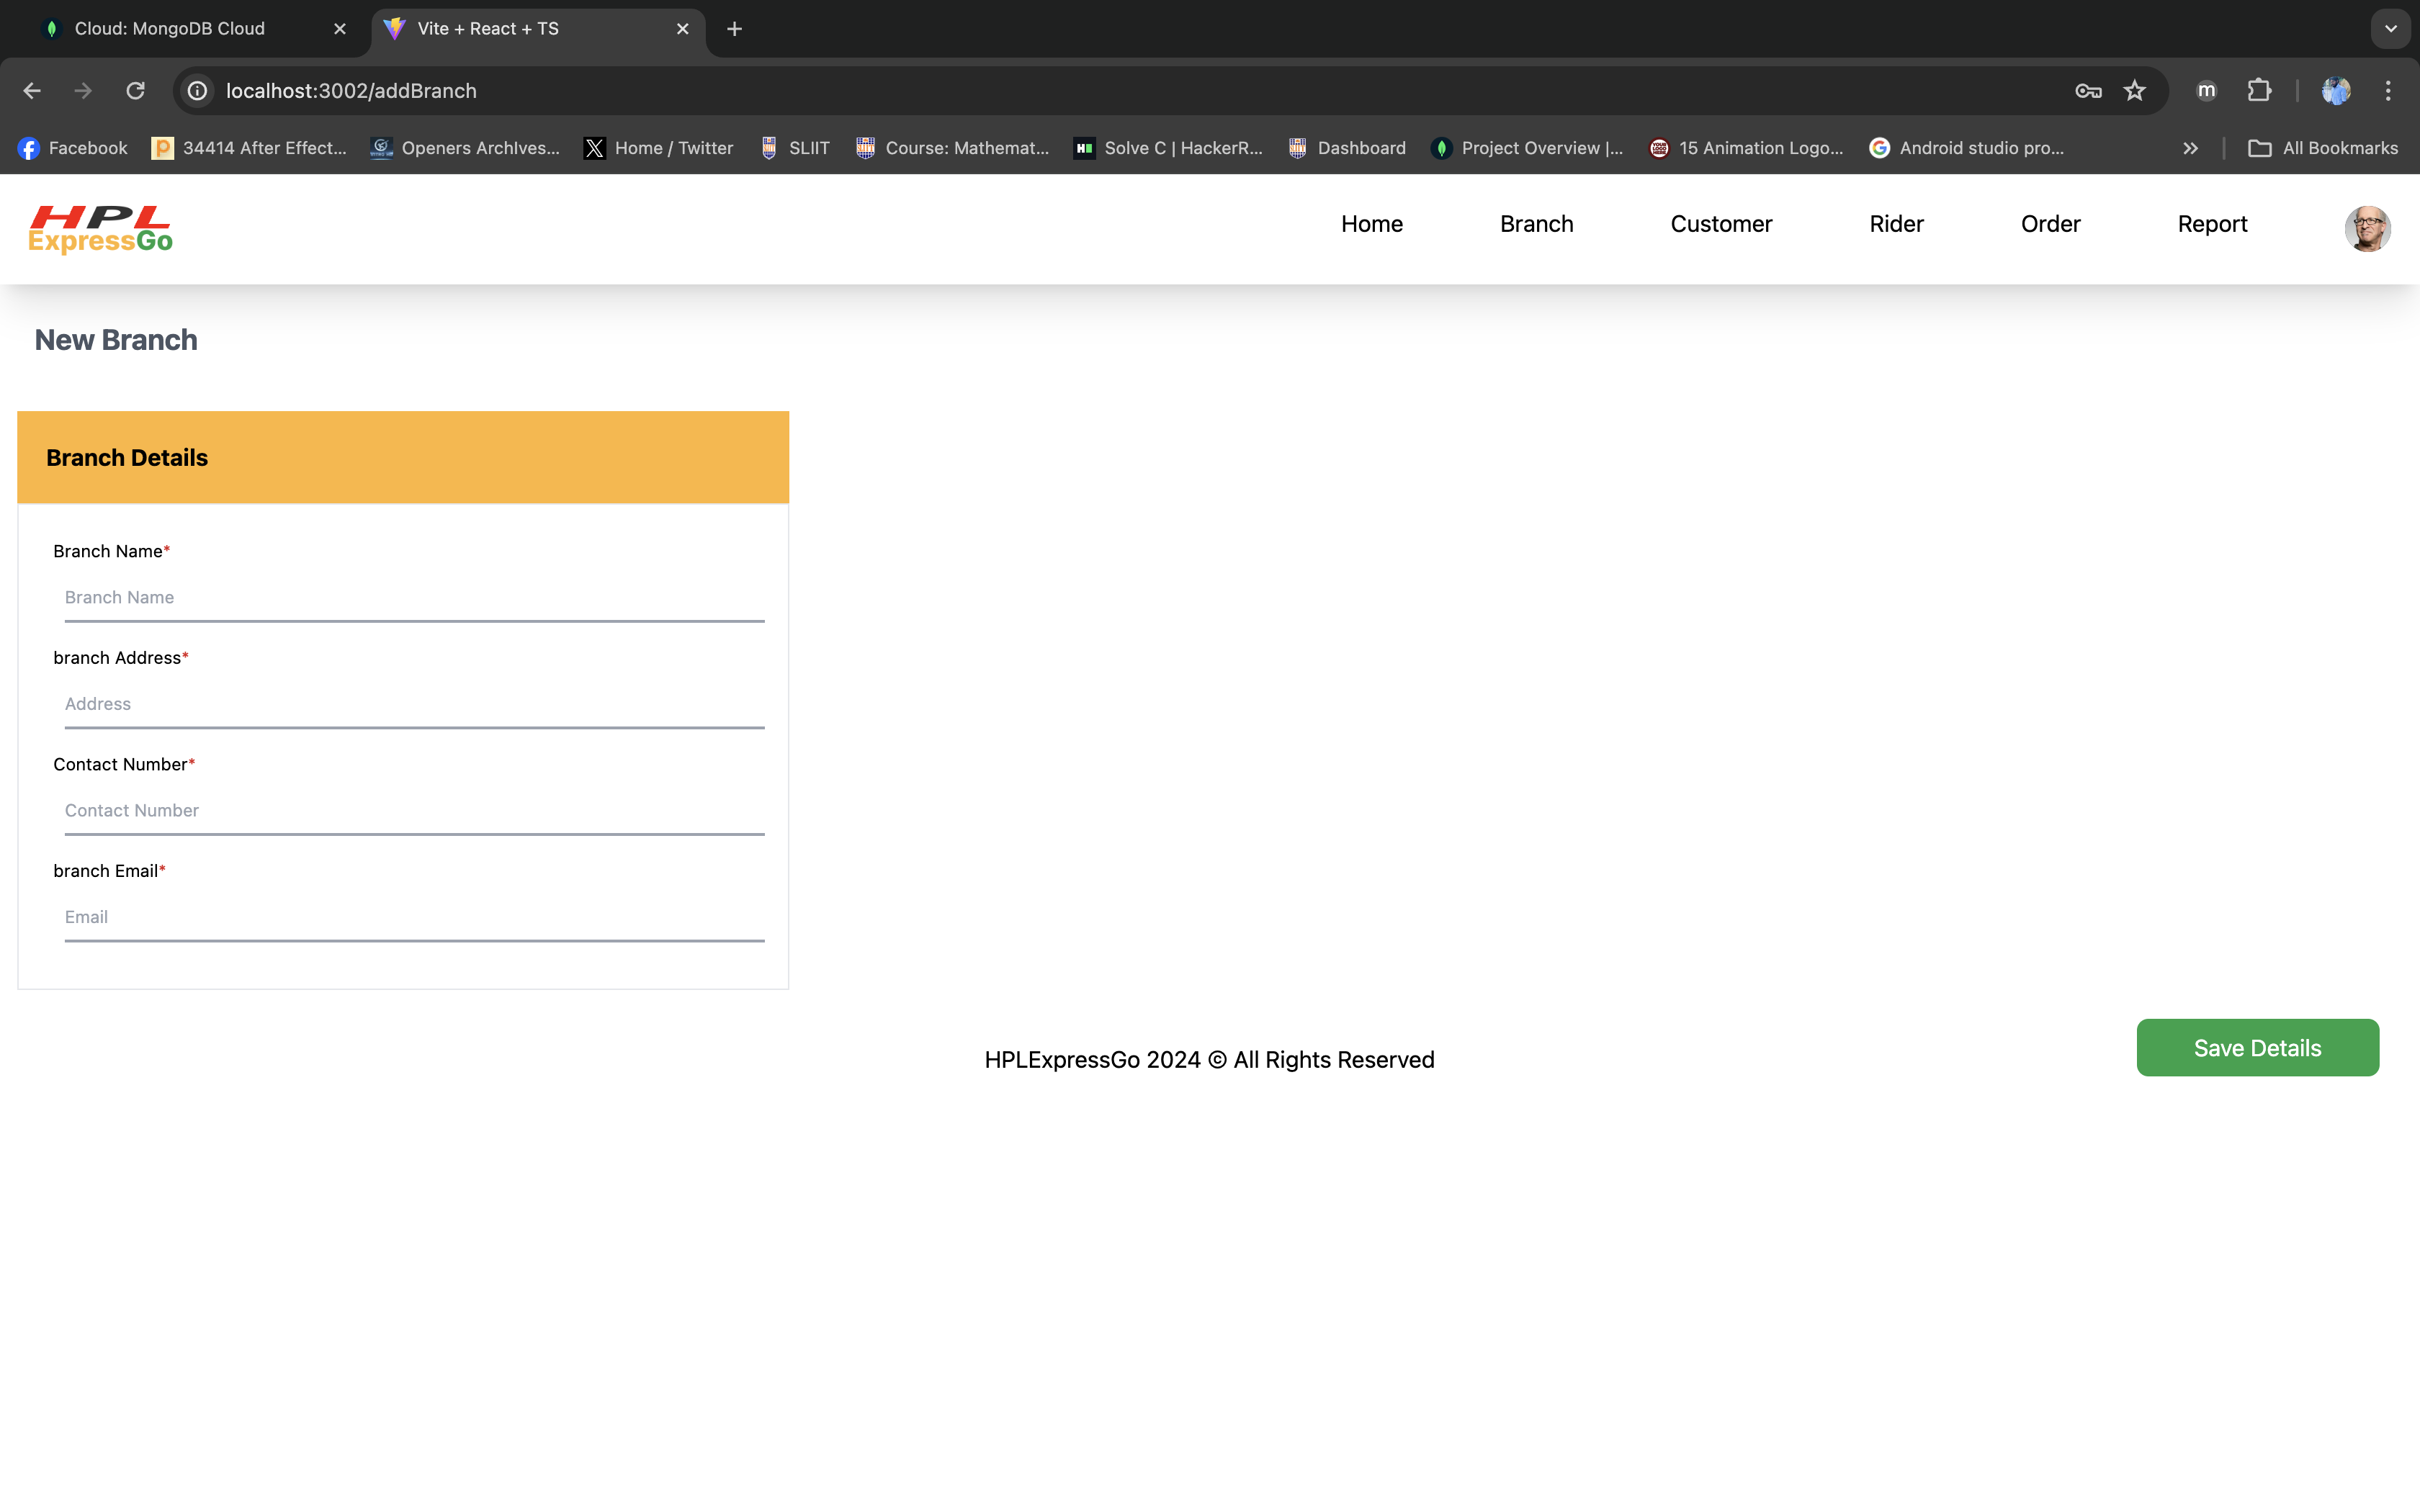 Cloud: MongoDB Cloud
Vite + React + TS
localhost:3002/addBranch
m
Facebook
34414 After Effect...
Openers ArchIves...
Home / Twitter
SLIIT
Course: Mathemat...
Solve C | HackerR...
Dashboard
Project Overview |...
15 Animation Logo...
Android studio pro...
All Bookmarks
HPL
ExpressGo
Home
Branch
Customer
Rider
Order
Report
New Branch
Branch Details
Branch Name*
Branch Name
branch Address*
Address
Contact Number*
Contact Number
branch Email*
Email
Save Details
HPLExpressGo 2024 © All Rights Reserved